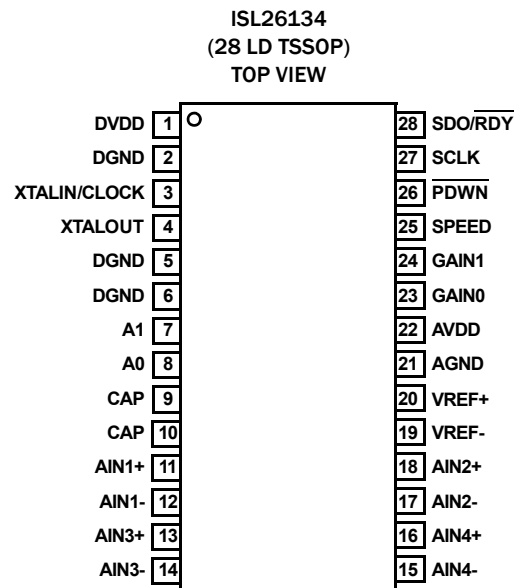 ISL26134
(28 LD TSSOP)
TOP VIEW
DVDD 1 28 SDO/RDY
DGND 2 27 SCLK
XTALIN/CLOCK 3 26 PDWN
XTALOUT 4 25 SPEED
DGND 5 24 GAIN1
DGND 6 23 GAIN0
A1 7 22 AVDD
A0 8 21 AGND
CAP 9 20 VREF+
CAP 10 19 VREF-
AIN1+ 11 18 AIN2+
AIN1- 12 17 AIN2-
AIN3+ 13 16 AIN4+
AIN3- 14 15 AIN4-